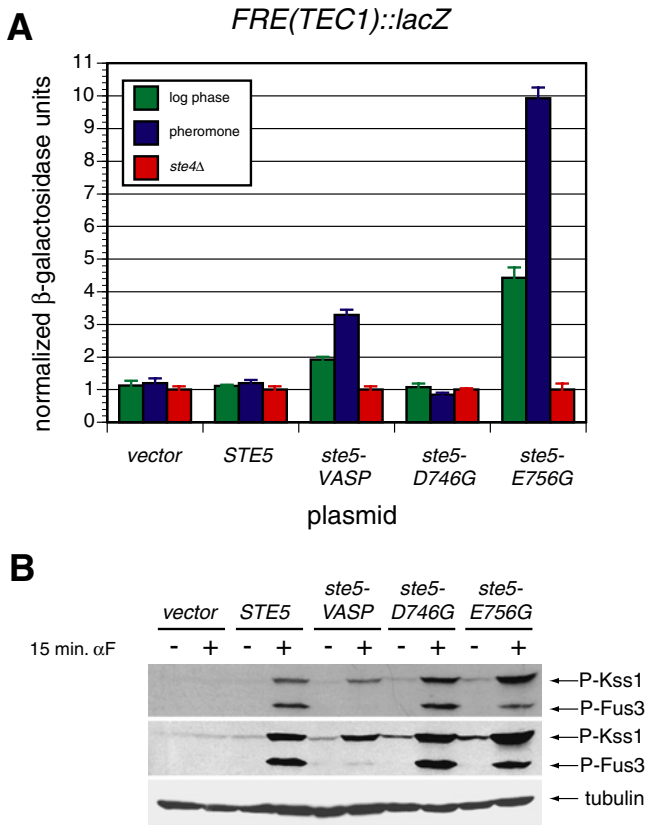 A
FRE(TEC1)::lacZ
normalized β-galactosidase units
11
10
9
8
7
6
5
4
3
2
1
0
log phase
pheromone
ste4Δ
vector
STE5
ste5-
VASP
ste5-
D746G
ste5-
E756G
plasmid
B
vector
STE5
ste5-
VASP
ste5-
D746G
ste5-
E756G
15 min. αF - + - + - + - + - +
P-Kss1
P-Fus3
P-Kss1
P-Fus3
tubulin